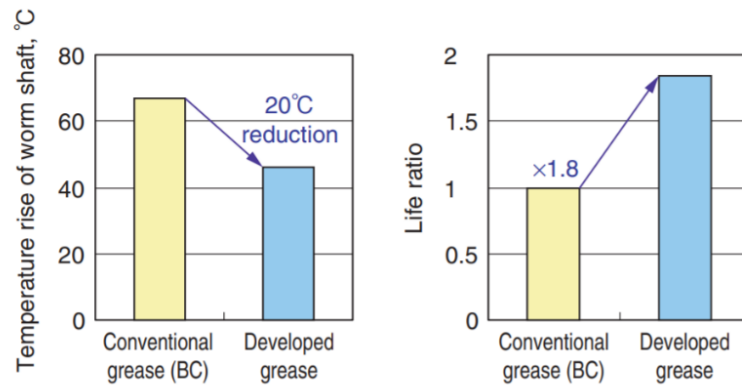 Temperature rise of worm shaft, ℃
80
60
40
20
0
20℃
reduction
Conventional
grease (BC)
Developed
grease
Life ratio
2
1.5
1
0.5
0
×1.8
Conventional
grease (BC)
Developed
grease